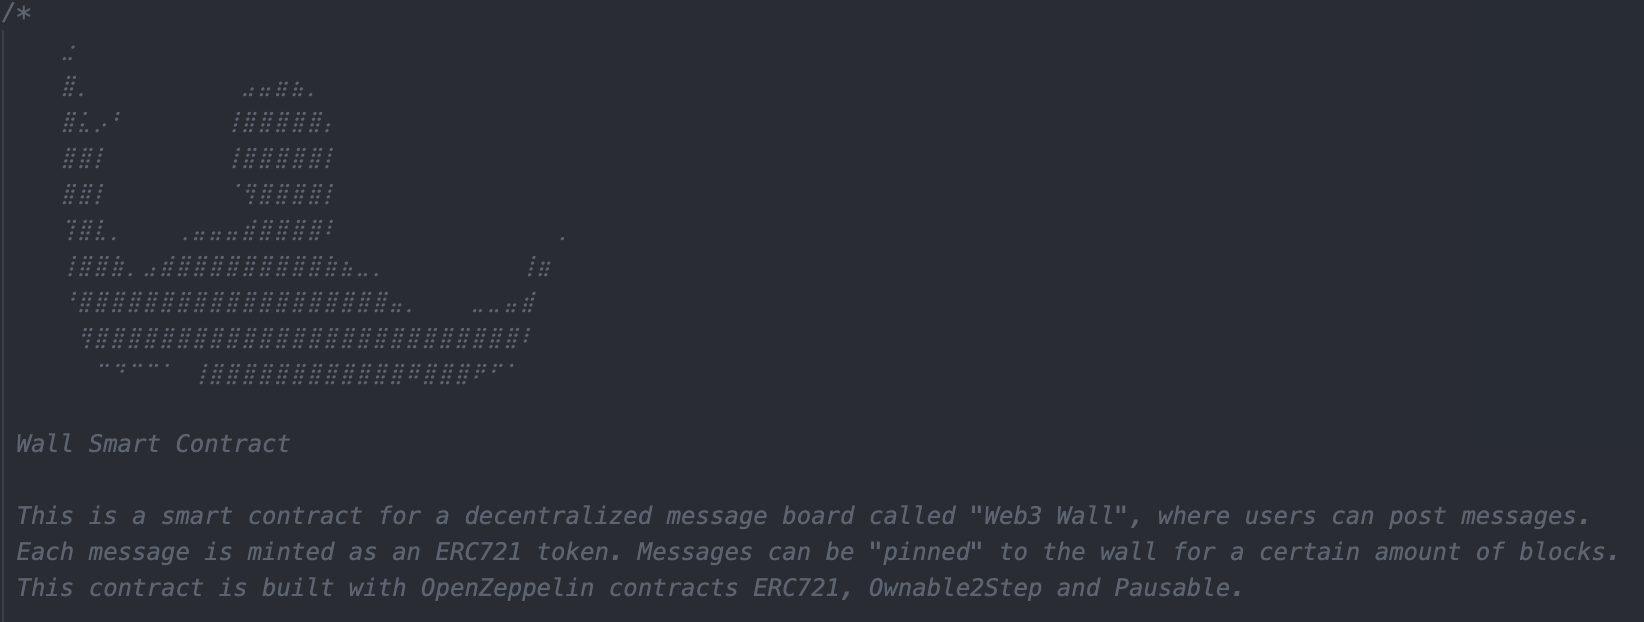 /*
Wall Smart Contract
This is a smart contract for a decentralized message board called "Web3 Wall", where users can post messages.
Each message is minted as an ERC721 token. Messages can be "pinned" to the wall for a certain amount of blocks.
This contract is built with OpenZeppelin contracts ERC721, Ownable2Step and Pausable.